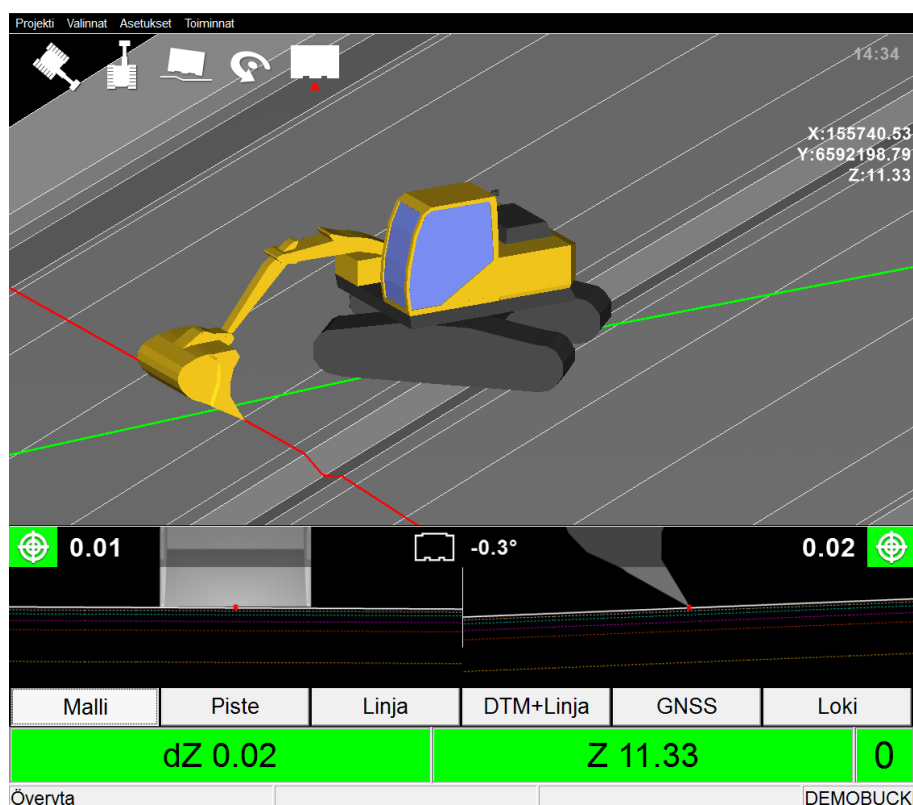 Projekti Valinnat Asetukset Toiminnat
14:34
X:155740.53
Y:6592198.79
Z:11.33
0.01
-0.3°
0.02
Malli Piste Linja DTM+Linja GNSS Loki
dZ 0.02 Z 11.33 0
Övervta DEMOBUCK